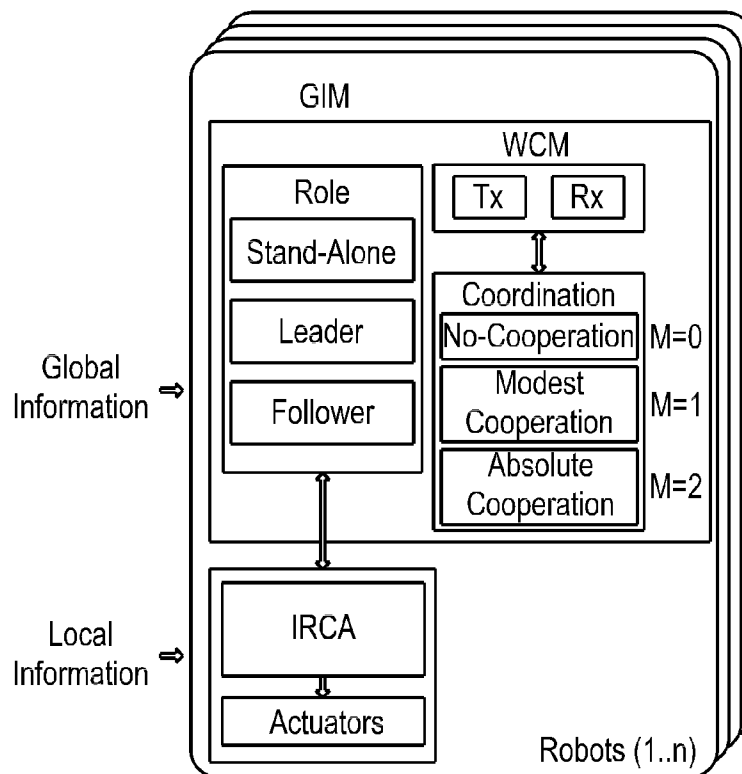 GIM
WCM
Tx
Rx
Role
Stand-Alone
Leader
Follower
Coordination
No-Cooperation
M=0
Modest
Cooperation
M=1
Absolute
Cooperation
M=2
Global
Information
IRCA
Local
Information
Actuators
Robots (1..n)